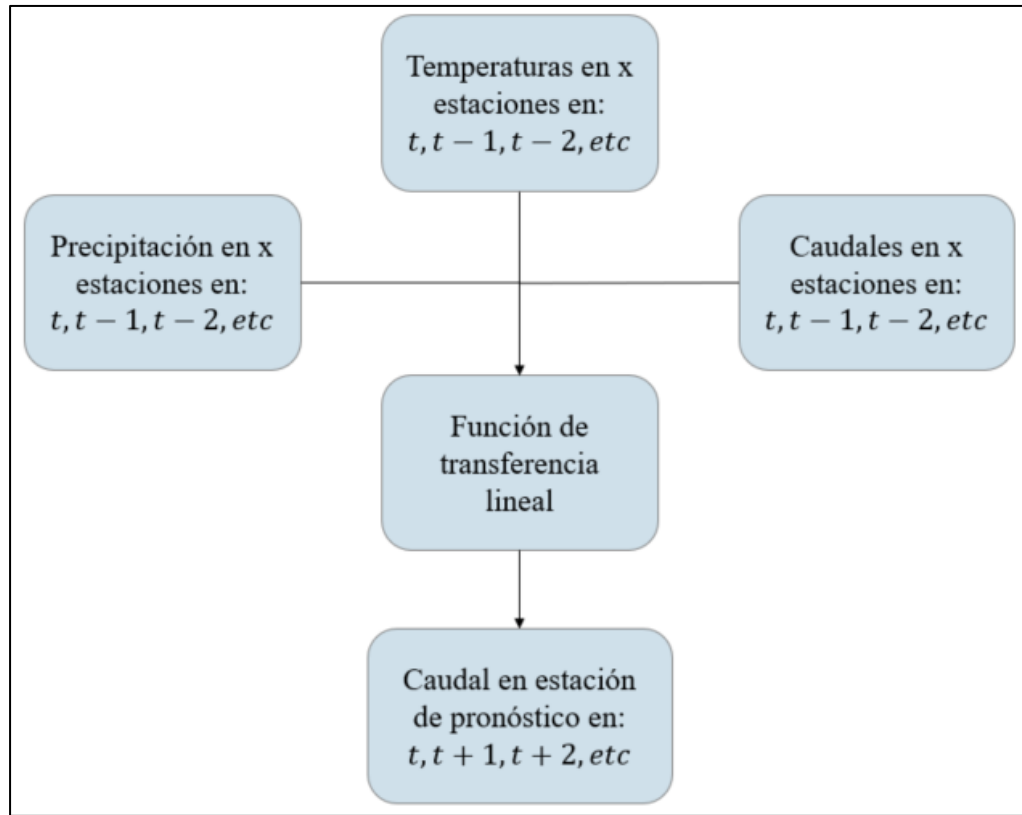 Temperaturas en x
estaciones en:
t, t − 1, t − 2, etc
Precipitación en x
estaciones en:
t, t − 1, t − 2, etc
Caudales en x
estaciones en:
t, t − 1, t − 2, etc
Función de
transferencia
lineal
Caudal en estación
de pronóstico en:
t, t + 1, t + 2, etc